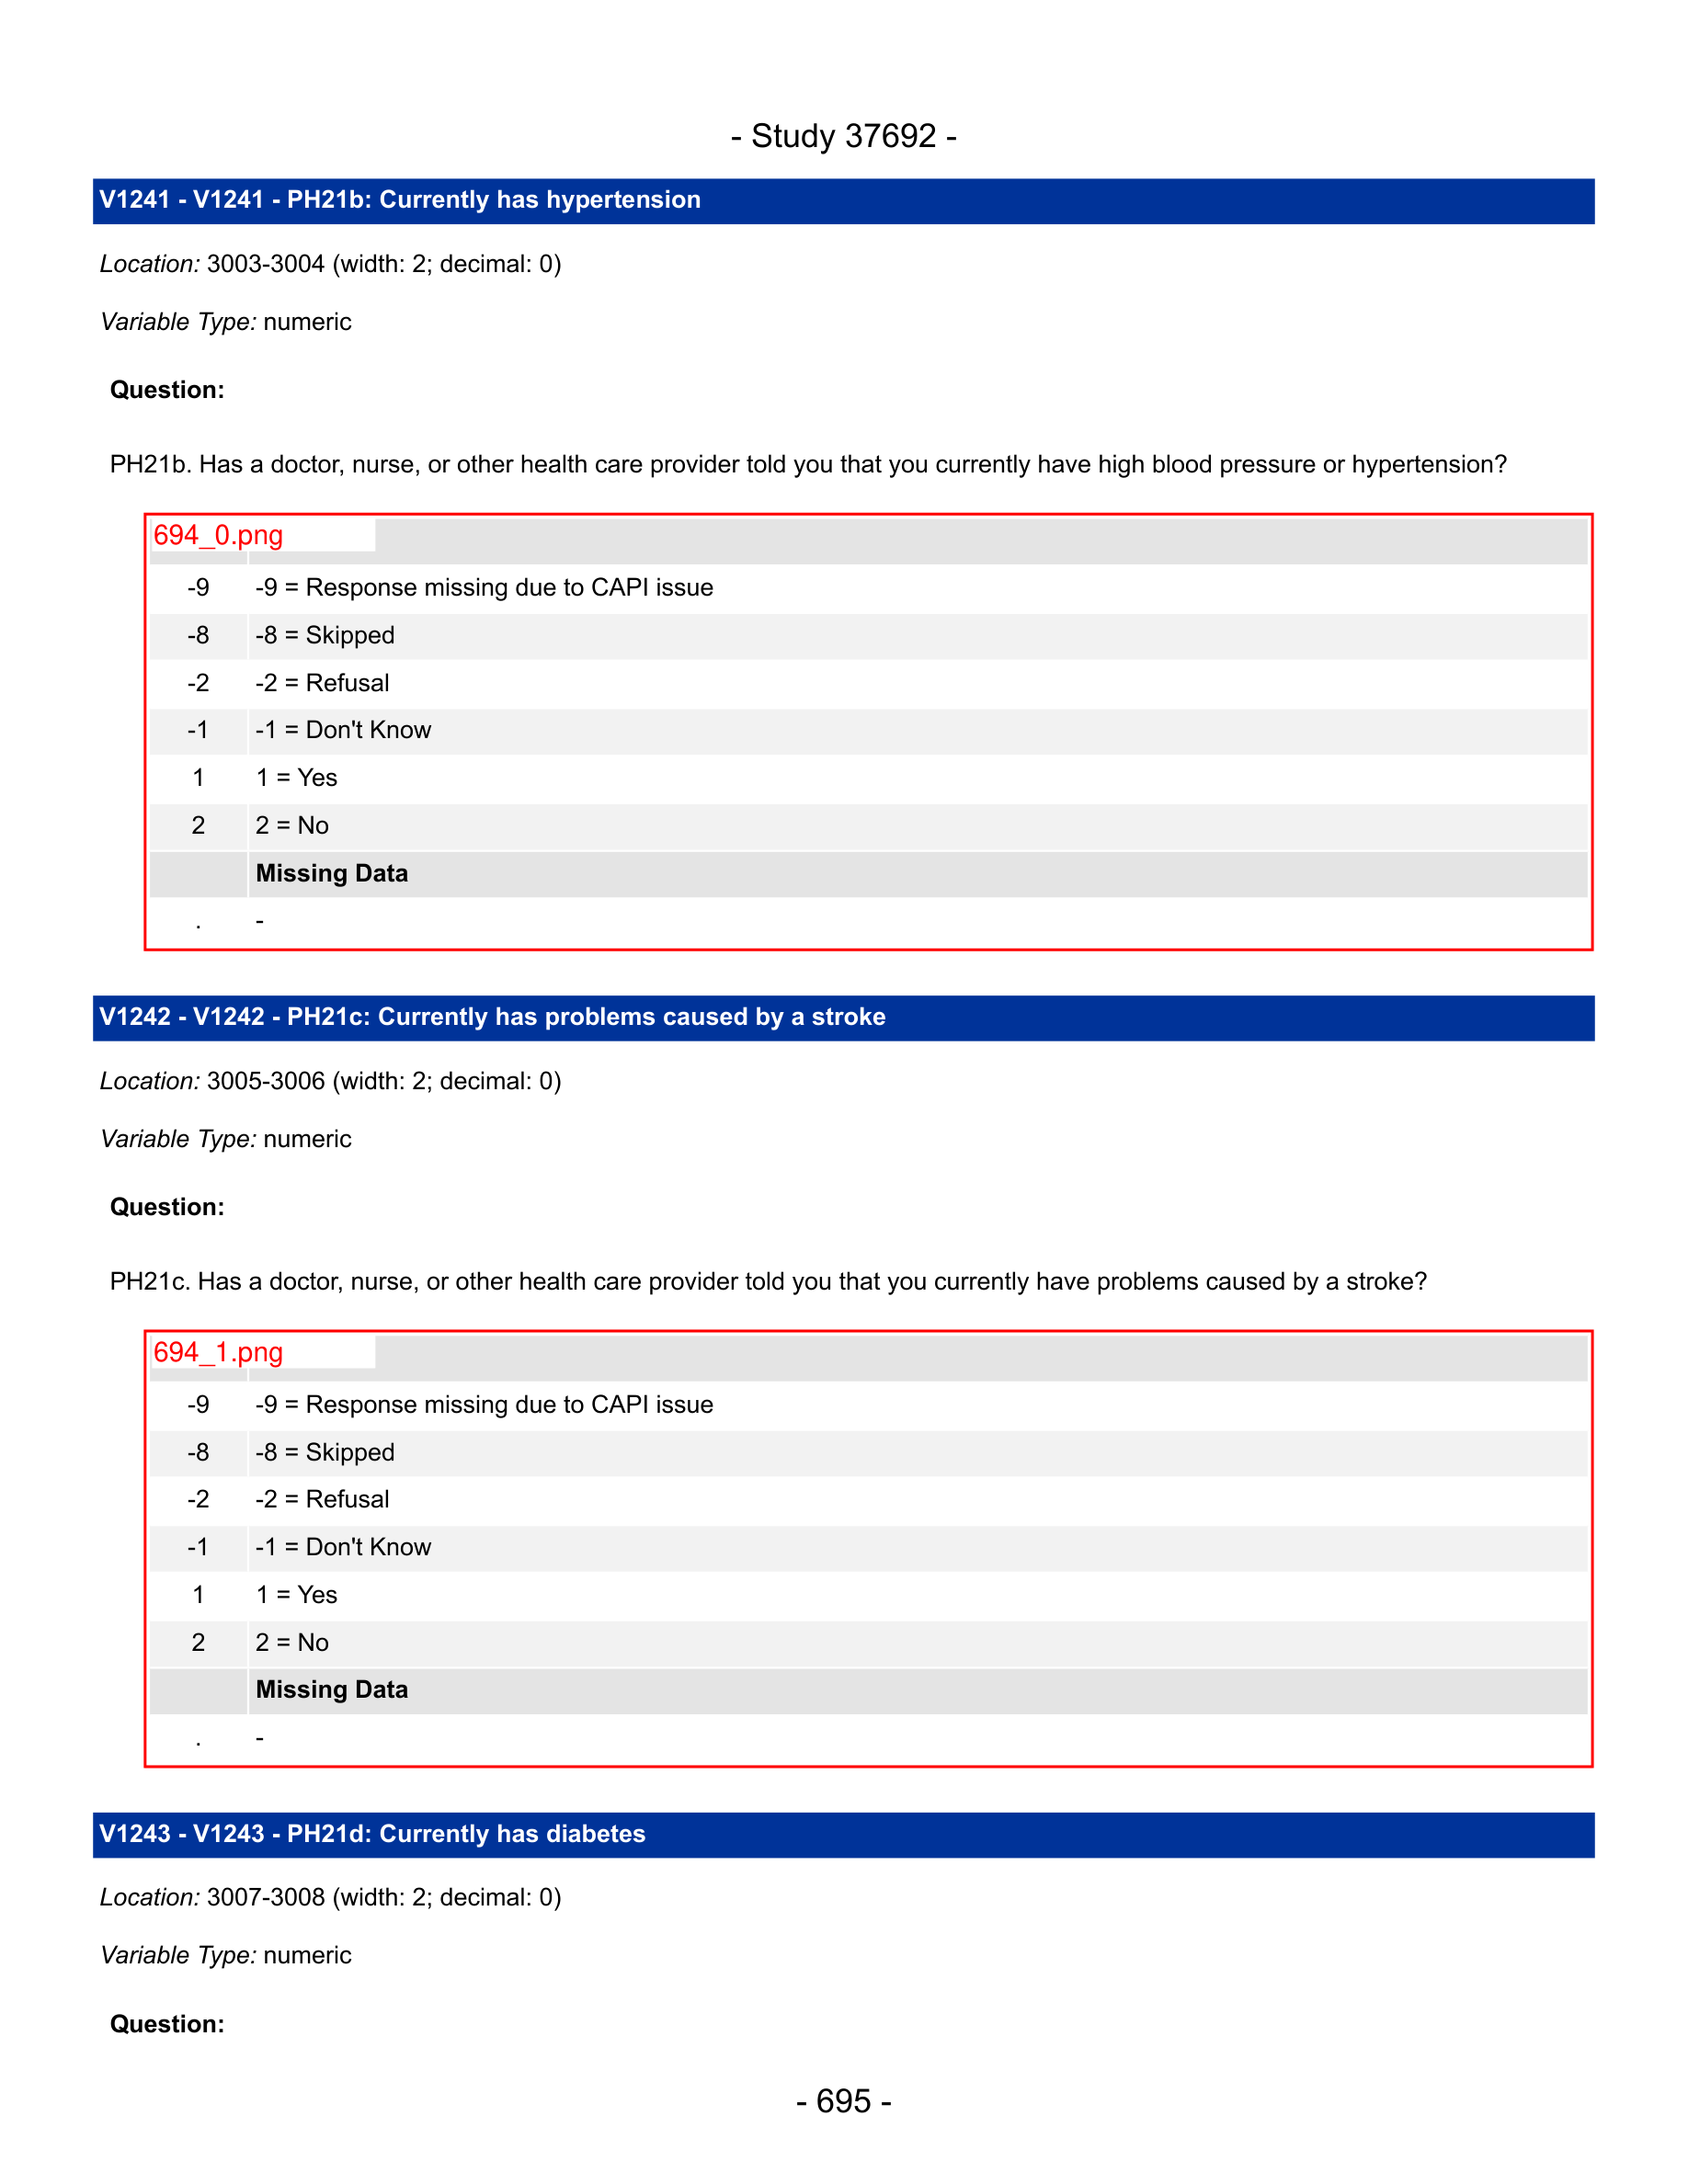 - Study 37692 -
V1241 - V1241 - PH21b: Currently has hypertension
Location: 3003-3004 (width: 2; decimal: 0)
Variable Type: numeric
Question:
PH21b. Has a doctor, nurse, or other health care provider told you that you currently have high blood pressure or hypertension?
694_0.png
-9 -9 = Response missing due to CAPI issue
-8 -8 = Skipped
-2 -2 = Refusal
-1 -1 = Don't Know
1 1 = Yes
2 2 = No
Missing Data
. -
V1242 - V1242 - PH21c: Currently has problems caused by a stroke
Location: 3005-3006 (width: 2; decimal: 0)
Variable Type: numeric
Question:
PH21c. Has a doctor, nurse, or other health care provider told you that you currently have problems caused by a stroke?
694_1.png
-9 -9 = Response missing due to CAPI issue
-8 -8 = Skipped
-2 -2 = Refusal
-1 -1 = Don't Know
1 1 = Yes
2 2 = No
Missing Data
. -
V1243 - V1243 - PH21d: Currently has diabetes
Location: 3007-3008 (width: 2; decimal: 0)
Variable Type: numeric
Question:
- 695 -